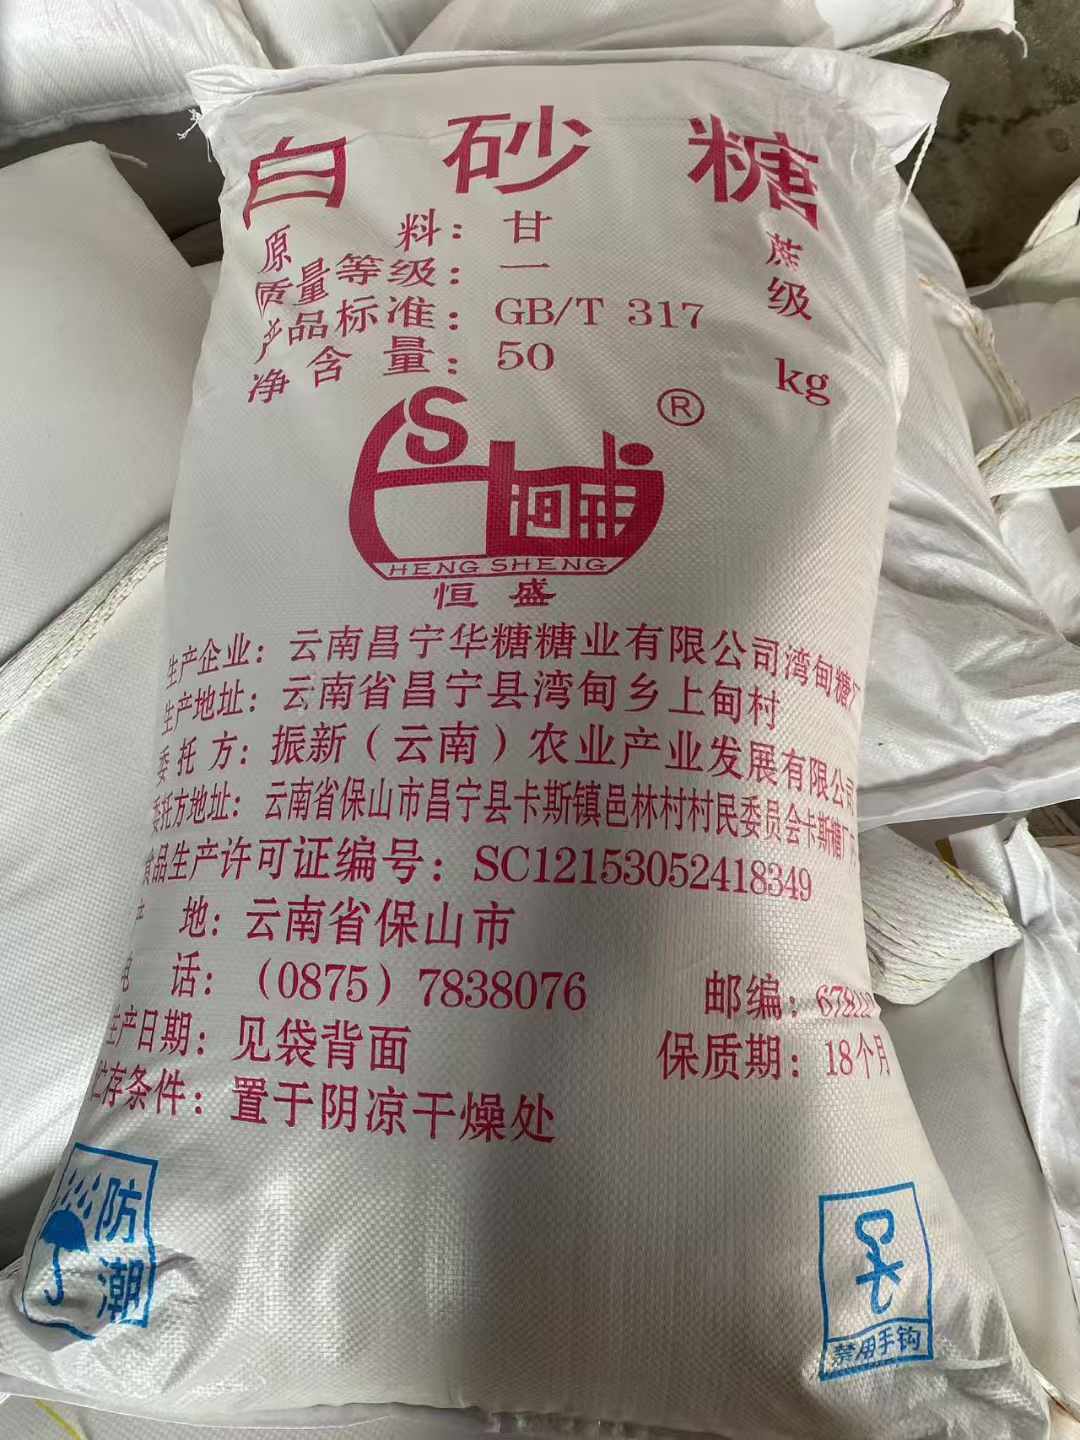 白砂糖
原料：甘蔗
质量等级：一级
产品标准：GB/T 317
净含量：50 kg
S
®
恒盛
HENG SHENG
恒盛
生产企业：云南昌宁华糖糖业有限公司湾甸糖厂
生产地址：云南省昌宁县湾甸乡上甸村
委托方：振新（云南）农业产业发展有限公司
委托方地址：云南省保山市昌宁县卡斯镇邑林村村民委员会卡斯糖厂
食品生产许可证编号：SC12153052418349
产地：云南省保山市
电话：（0875）7838076 邮编：
生产日期：见袋背面 保质期：18个月
贮存条件：置于阴凉干燥处
防潮
禁用手钩